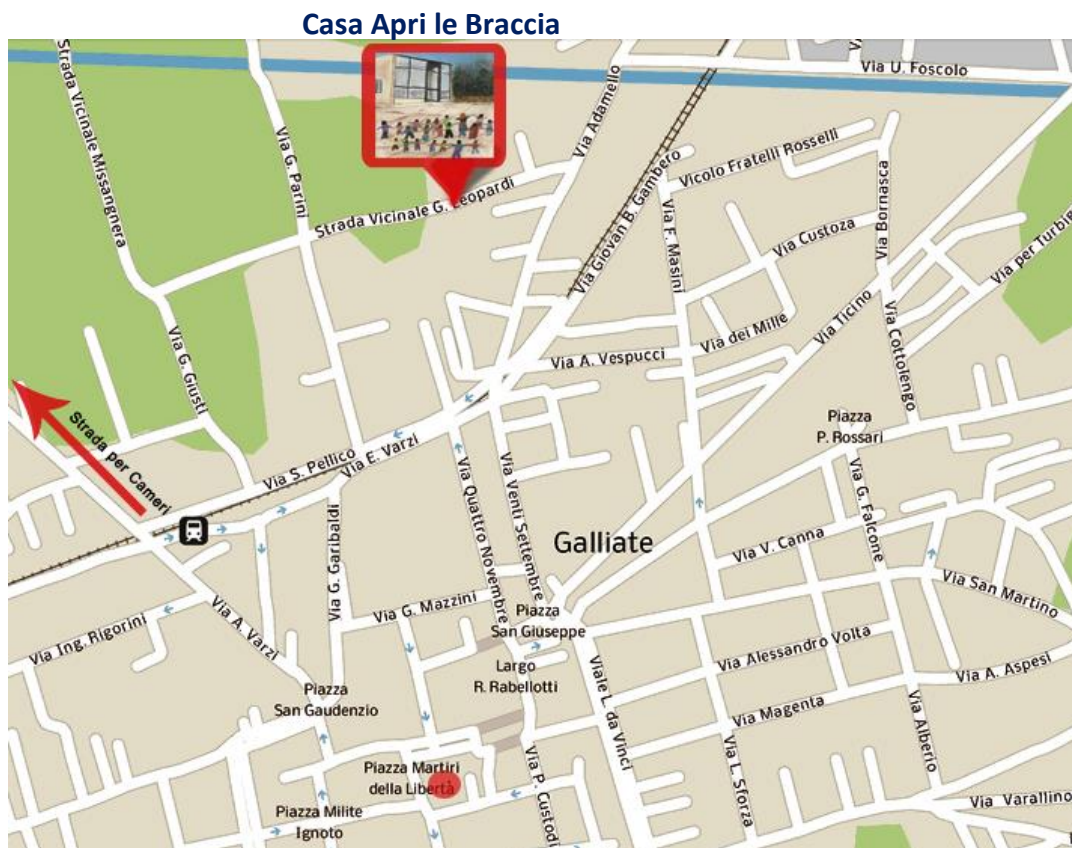 Casa Apri le Braccia
Via U. Foscolo
Strada Vicinale Missangnera
Via G. Parini
Via Adamello
Via Giovan B. Gambero
Vicolo Fratelli Rosselli
Via Bornasca
Strada Vicinale G. Leopardi
Via F. Masini
Via Custoza
Via per Turbig
Via Ticino
Via G. Giusti
Via dei Mille
Via A. Vespucci
Via Cottolengo
Strada per Cameri
Piazza
P. Rossari
Via S. Pellico
Via E. Varzi
Via Quattro Novembre
Via Venti Settembre
Via G. Falcone
Galliate
Via V. Canna
Via G. Garibaldi
Via San Martino
Via G. Mazzini
Piazza
San Giuseppe
Via Ing. Rigorini
Via A. Varzi
Via Alessandro Volta
Largo
R. Rabellotti
Viale L. da Vinci
Via A. Aspesi
Piazza
San Gaudenzio
Via Magenta
Via Alberio
Via P. Custodi
Via L. Sforza
Piazza Martiri
della Libertà
Via Varallino
Piazza Milite
Ignoto